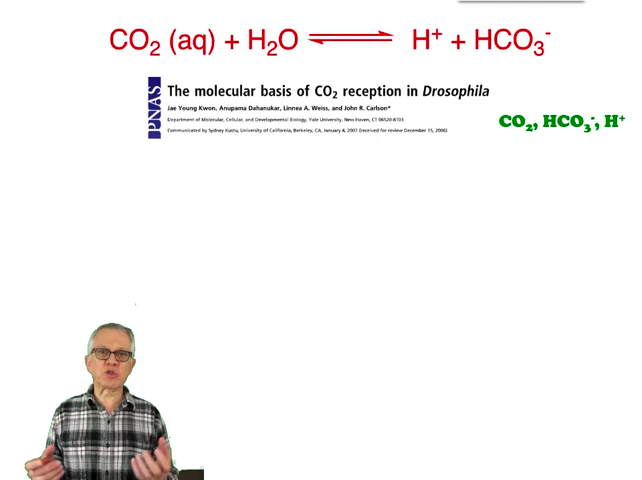 CO₂ (aq) + H₂O ⇌ H⁺ + HCO₃⁻
PNAS
The molecular basis of CO₂ reception in Drosophila
Jae Young Kwon, Anupama Dahanukar, Linnea A. Weiss, and John R. Carlson*
Department of Molecular, Cellular, and Developmental Biology, Yale University, New Haven, CT 06520-8103
Communicated by Sydney Kustu, University of California, Berkeley, CA, January 4, 2007 (received for review December 15, 2006)
CO₂, HCO₃⁻, H⁺